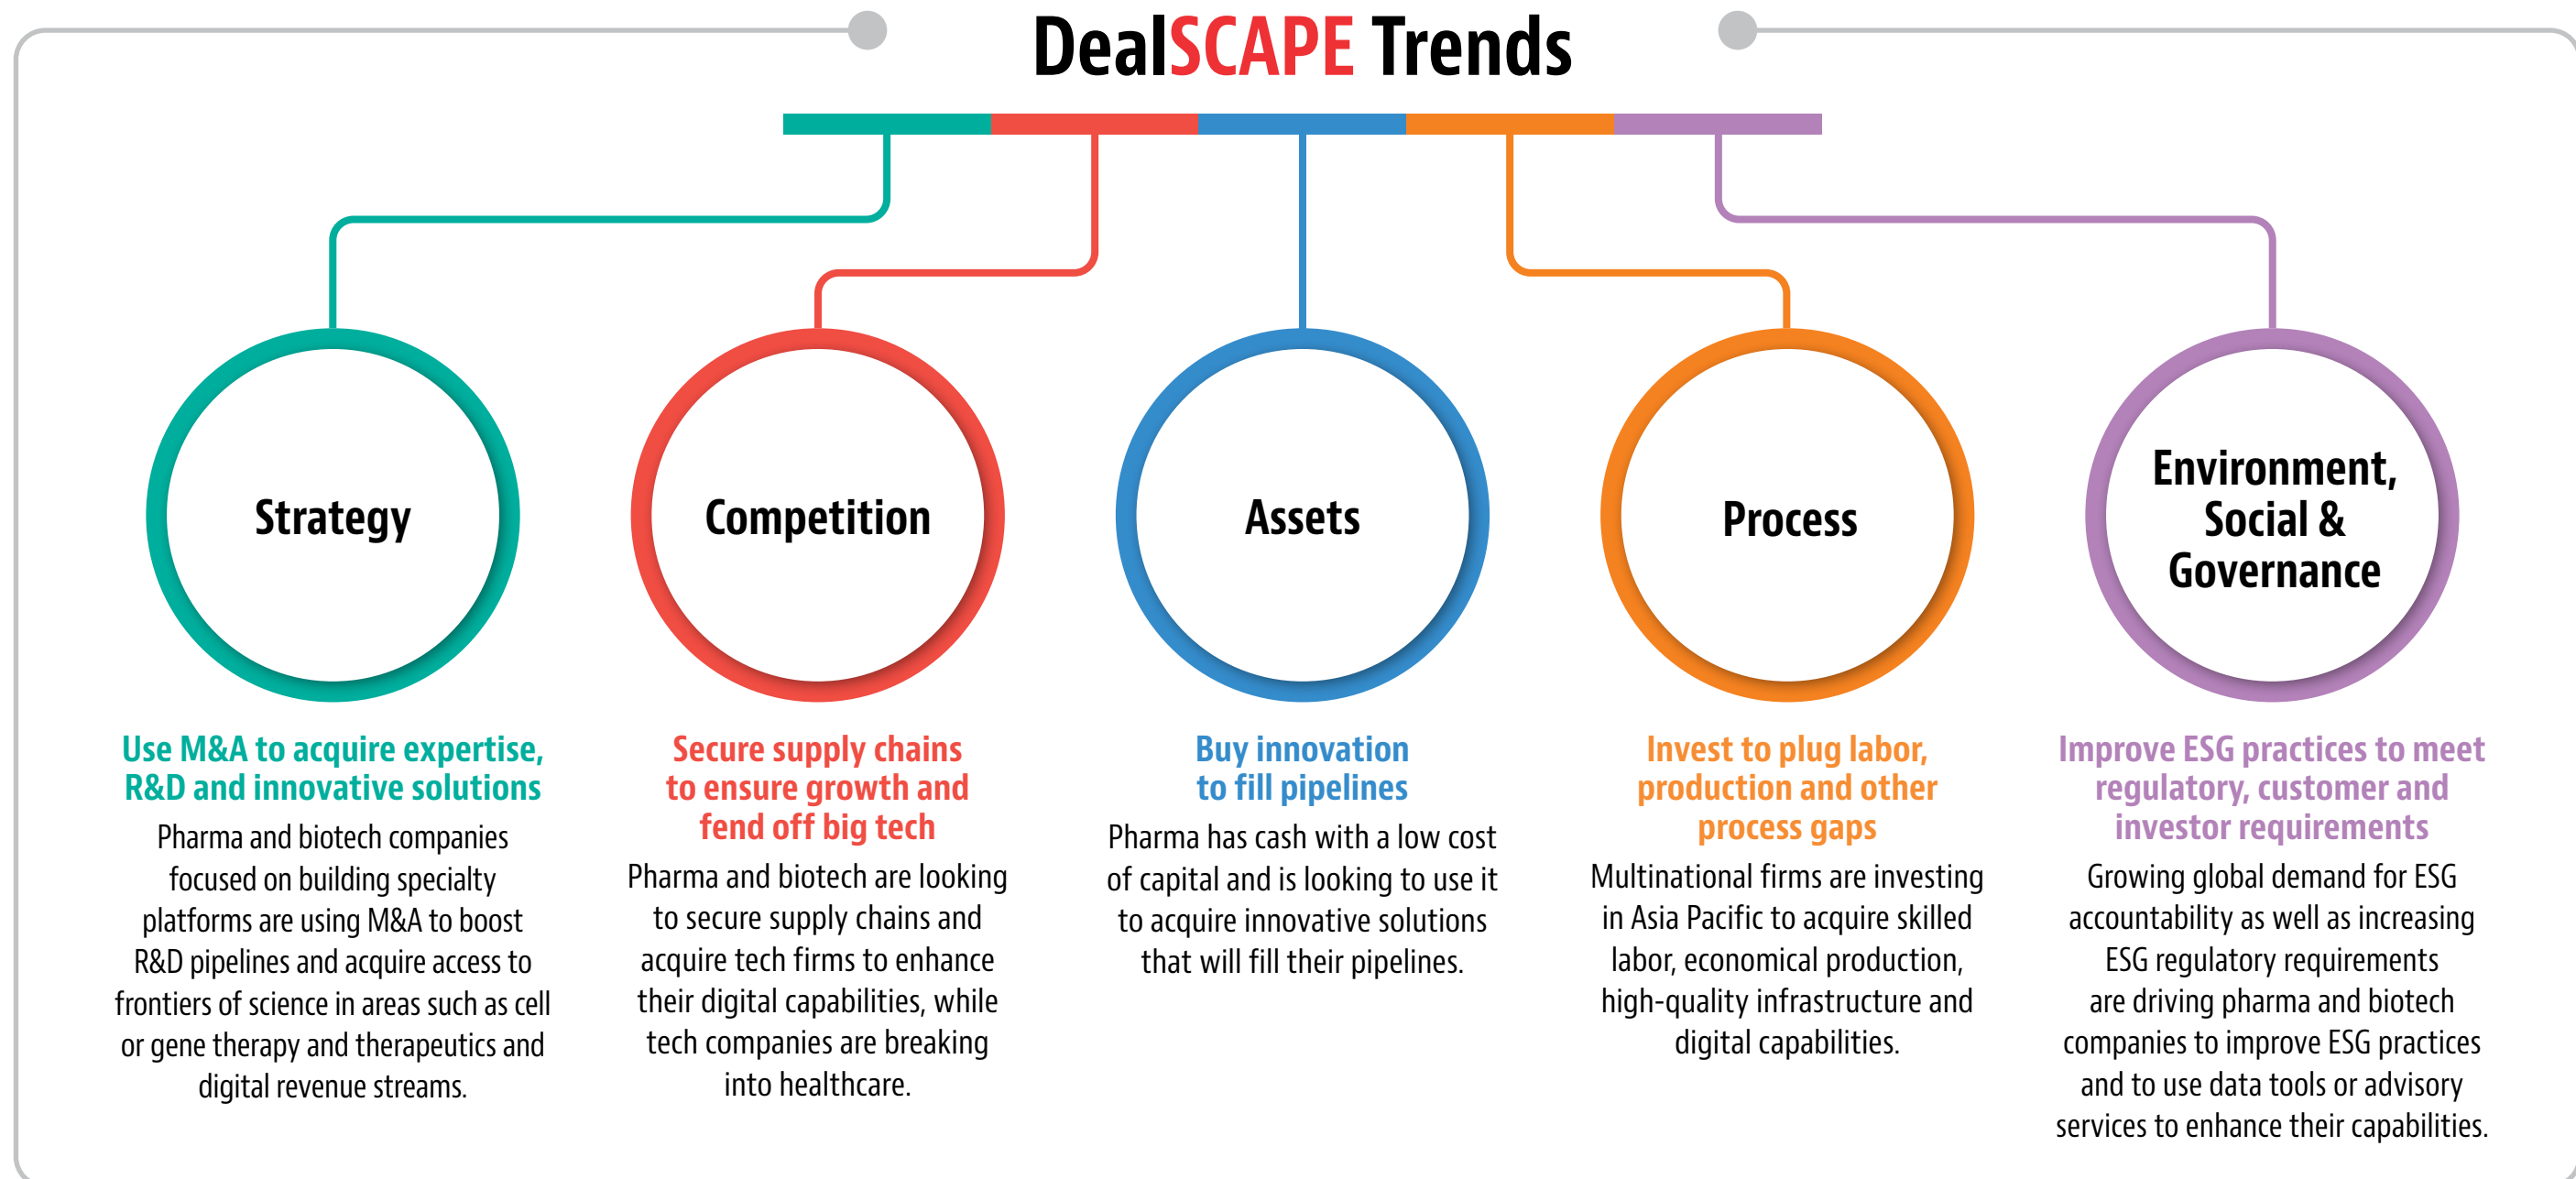 DealSCAPE Trends
Strategy
Use M&A to acquire expertise,
R&D and innovative solutions
Pharma and biotech companies
focused on building specialty
platforms are using M&A to boost
R&D pipelines and acquire access to
frontiers of science in areas such as cell
or gene therapy and therapeutics and
digital revenue streams.
Competition
Secure supply chains
to ensure growth and
fend off big tech
Pharma and biotech are looking
to secure supply chains and
acquire tech firms to enhance
their digital capabilities, while
tech companies are breaking
into healthcare.
Assets
Buy innovation
to fill pipelines
Pharma has cash with a low cost
of capital and is looking to use it
to acquire innovative solutions
that will fill their pipelines.
Process
Invest to plug labor,
production and other
process gaps
Multinational firms are investing
in Asia Pacific to acquire skilled
labor, economical production,
high-quality infrastructure and
digital capabilities.
Environment,
Social &
Governance
Improve ESG practices to meet
regulatory, customer and
investor requirements
Growing global demand for ESG
accountability as well as increasing
ESG regulatory requirements
are driving pharma and biotech
companies to improve ESG practices
and to use data tools or advisory
services to enhance their capabilities.